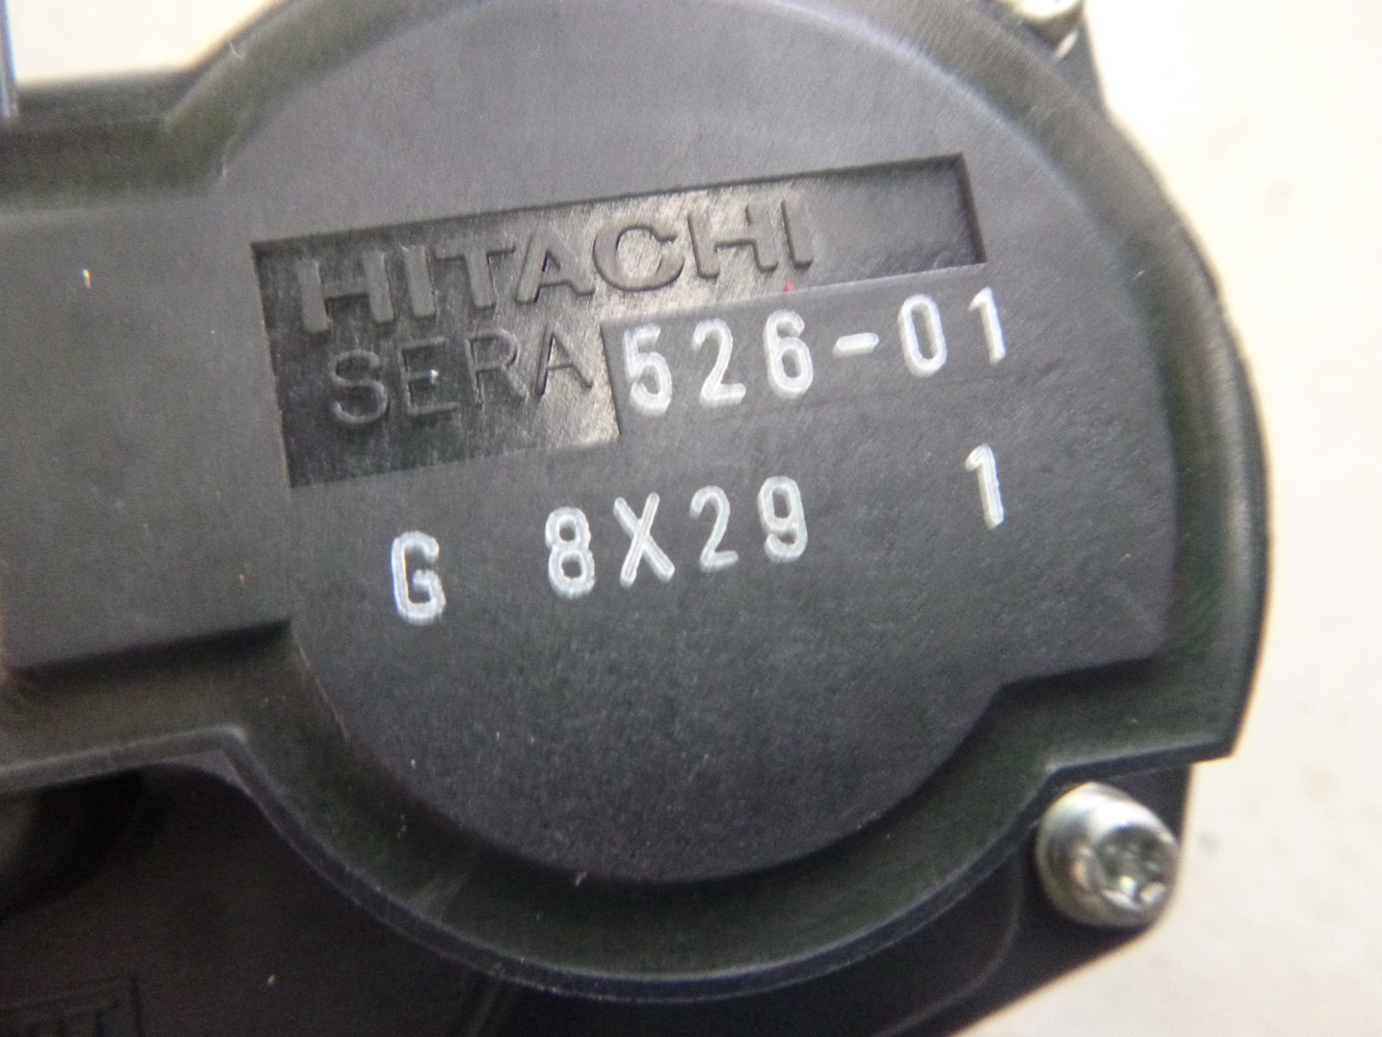 HITACHI
SERA526-01
G 8X29 1